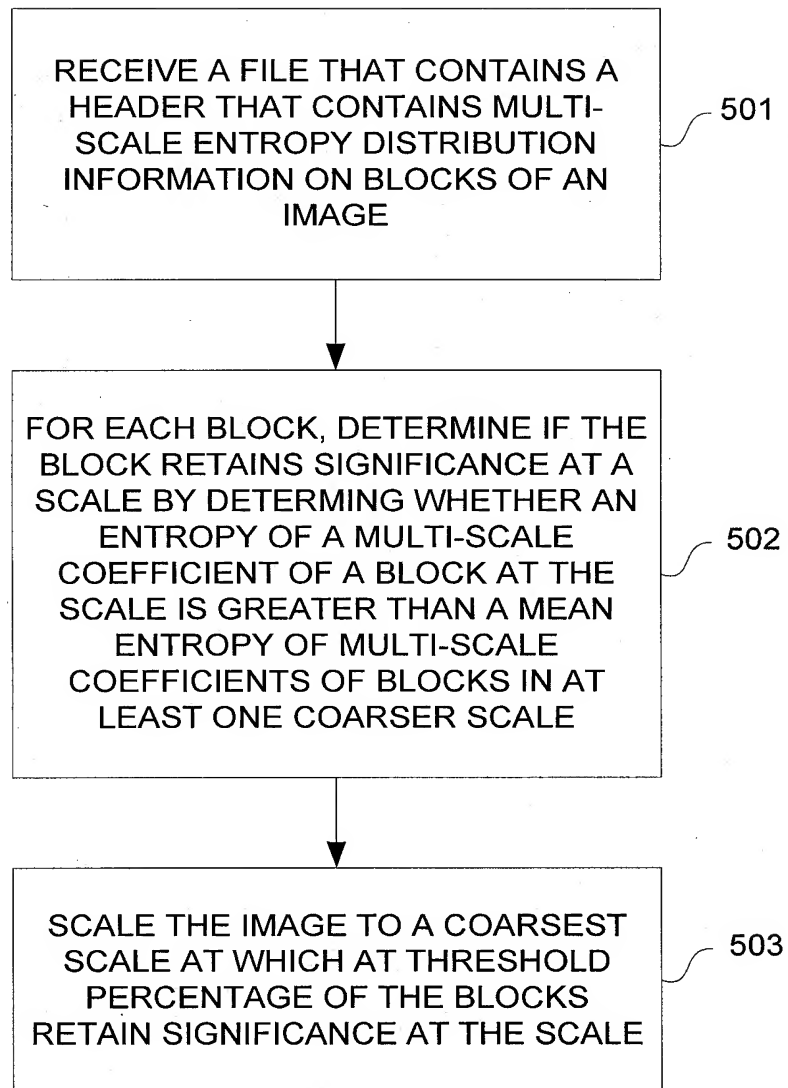 RECEIVE A FILE THAT CONTAINS A
HEADER THAT CONTAINS MULTI-
SCALE ENTROPY DISTRIBUTION
INFORMATION ON BLOCKS OF AN
IMAGE
501
FOR EACH BLOCK, DETERMINE IF THE
BLOCK RETAINS SIGNIFICANCE AT A
SCALE BY DETERMING WHETHER AN
ENTROPY OF A MULTI-SCALE
COEFFICIENT OF A BLOCK AT THE
SCALE IS GREATER THAN A MEAN
ENTROPY OF MULTI-SCALE
COEFFICIENTS OF BLOCKS IN AT
LEAST ONE COARSER SCALE
502
SCALE THE IMAGE TO A COARSEST
SCALE AT WHICH AT THRESHOLD
PERCENTAGE OF THE BLOCKS
RETAIN SIGNIFICANCE AT THE SCALE
503